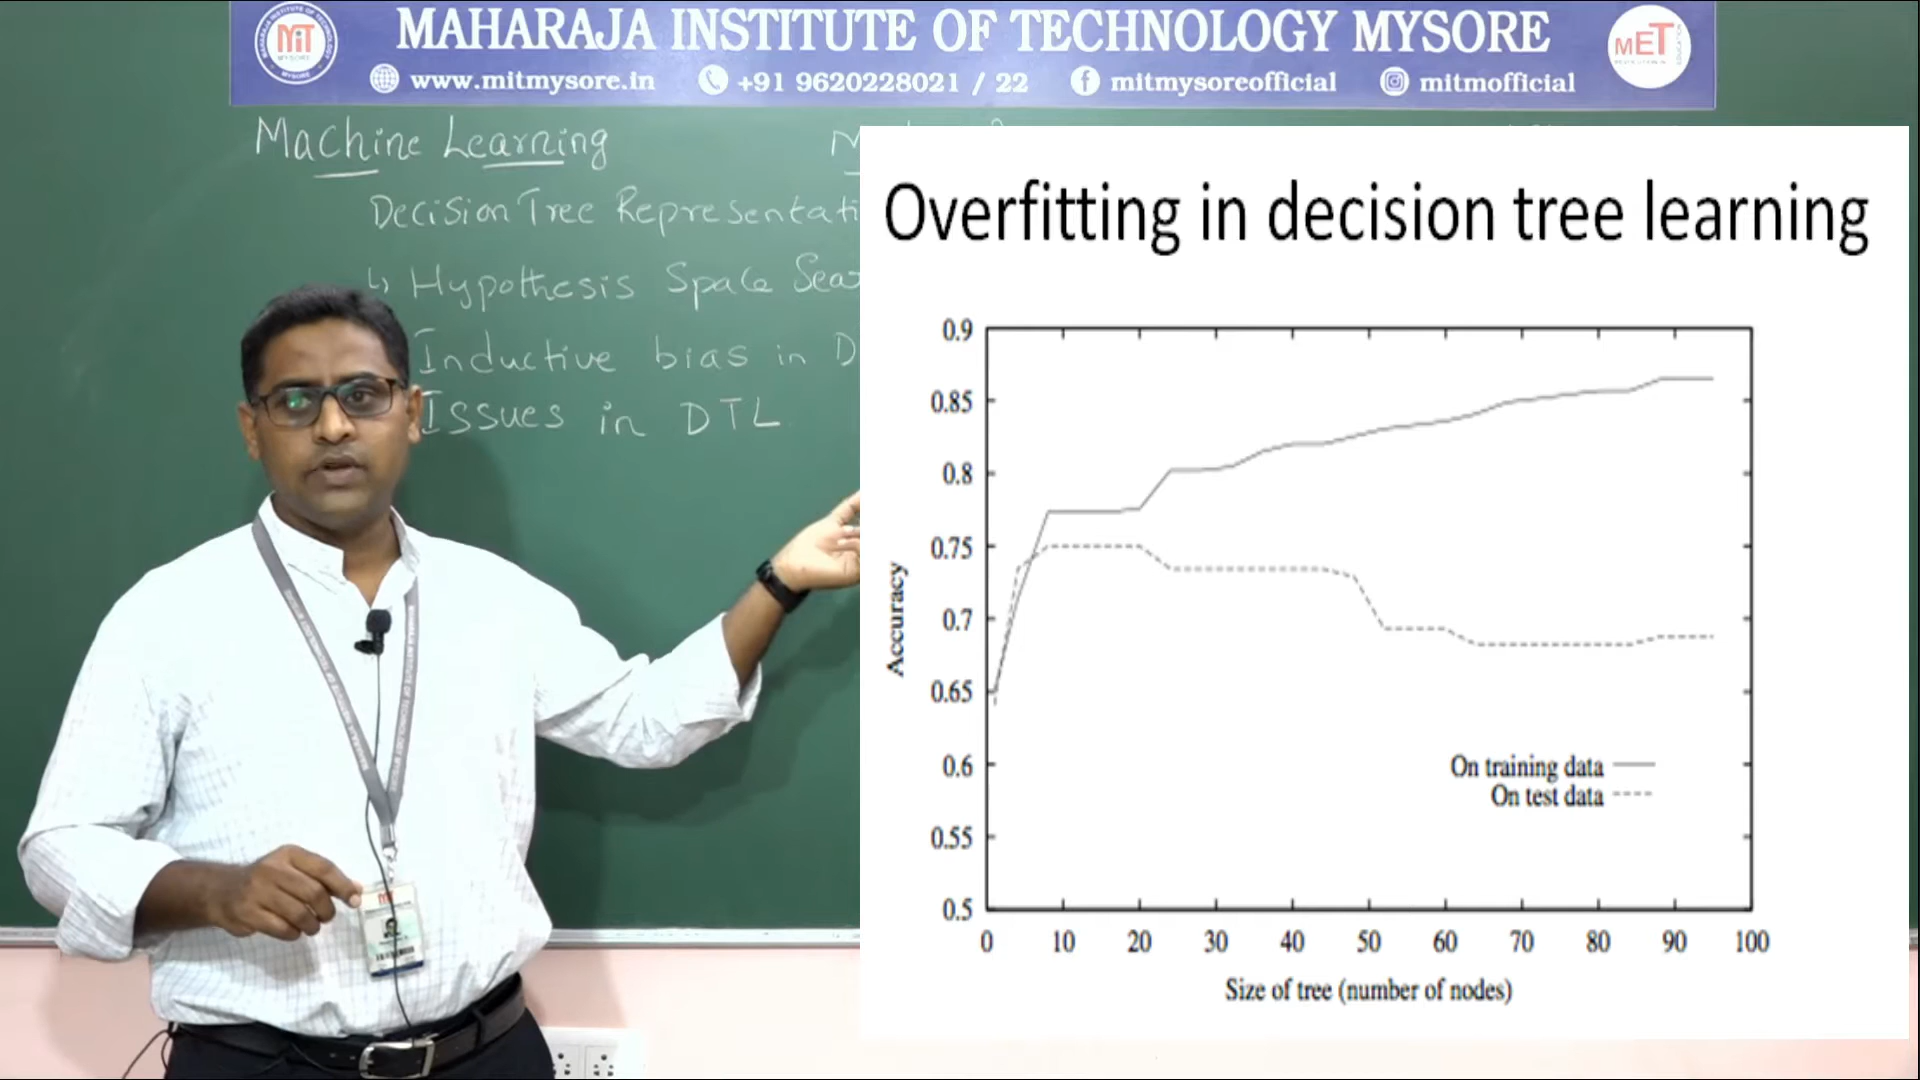 MAHARAJA INSTITUTE OF TECHNOLOGY MYSORE
www.mitmysore.in +91 9620228021 / 22 mitmysoreofficial mitmofficial
MiT
MYSORE
MET
Machine Learning
Decision Tree Representati
↳ Hypothesis Space Sea
Inductive bias in D
Issues in DTL
Overfitting in decision tree learning
0.9
0.85
0.8
0.75
0.7
0.65
0.6
0.55
0.5
Accuracy
On training data
On test data
0 10 20 30 40 50 60 70 80 90 100
Size of tree (number of nodes)